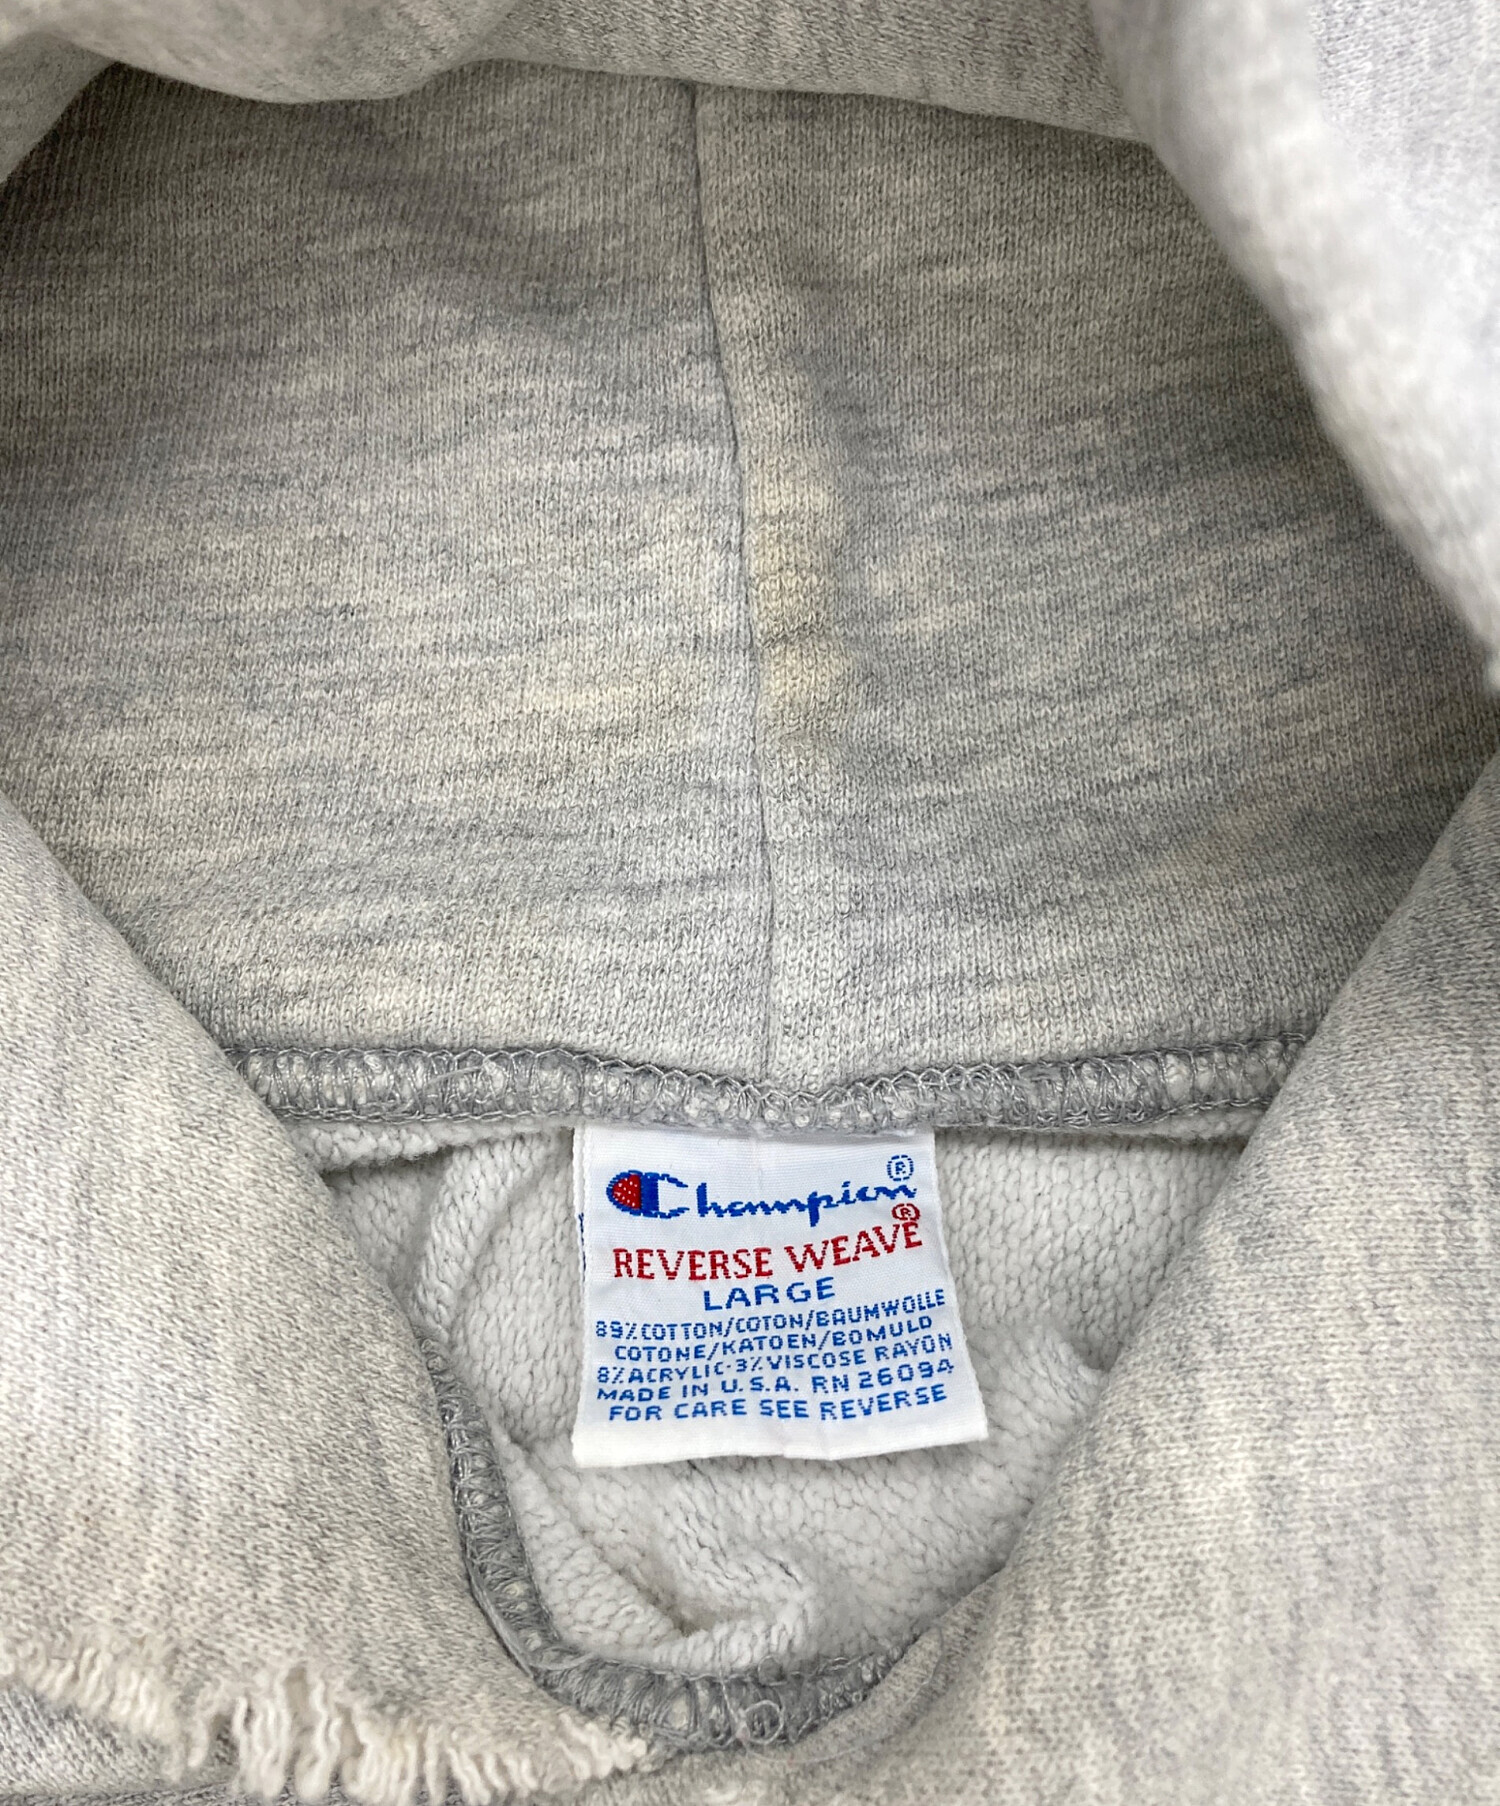 Champion®
REVERSE WEAVE®
LARGE
89%COTTON/COTON/BAUMWOLLE
COTONE/KATOEN/BOMULD
8%ACRYLIC-3%VISCOSE RAYON
MADE IN U.S.A. RN 26094
FOR CARE SEE REVERSE